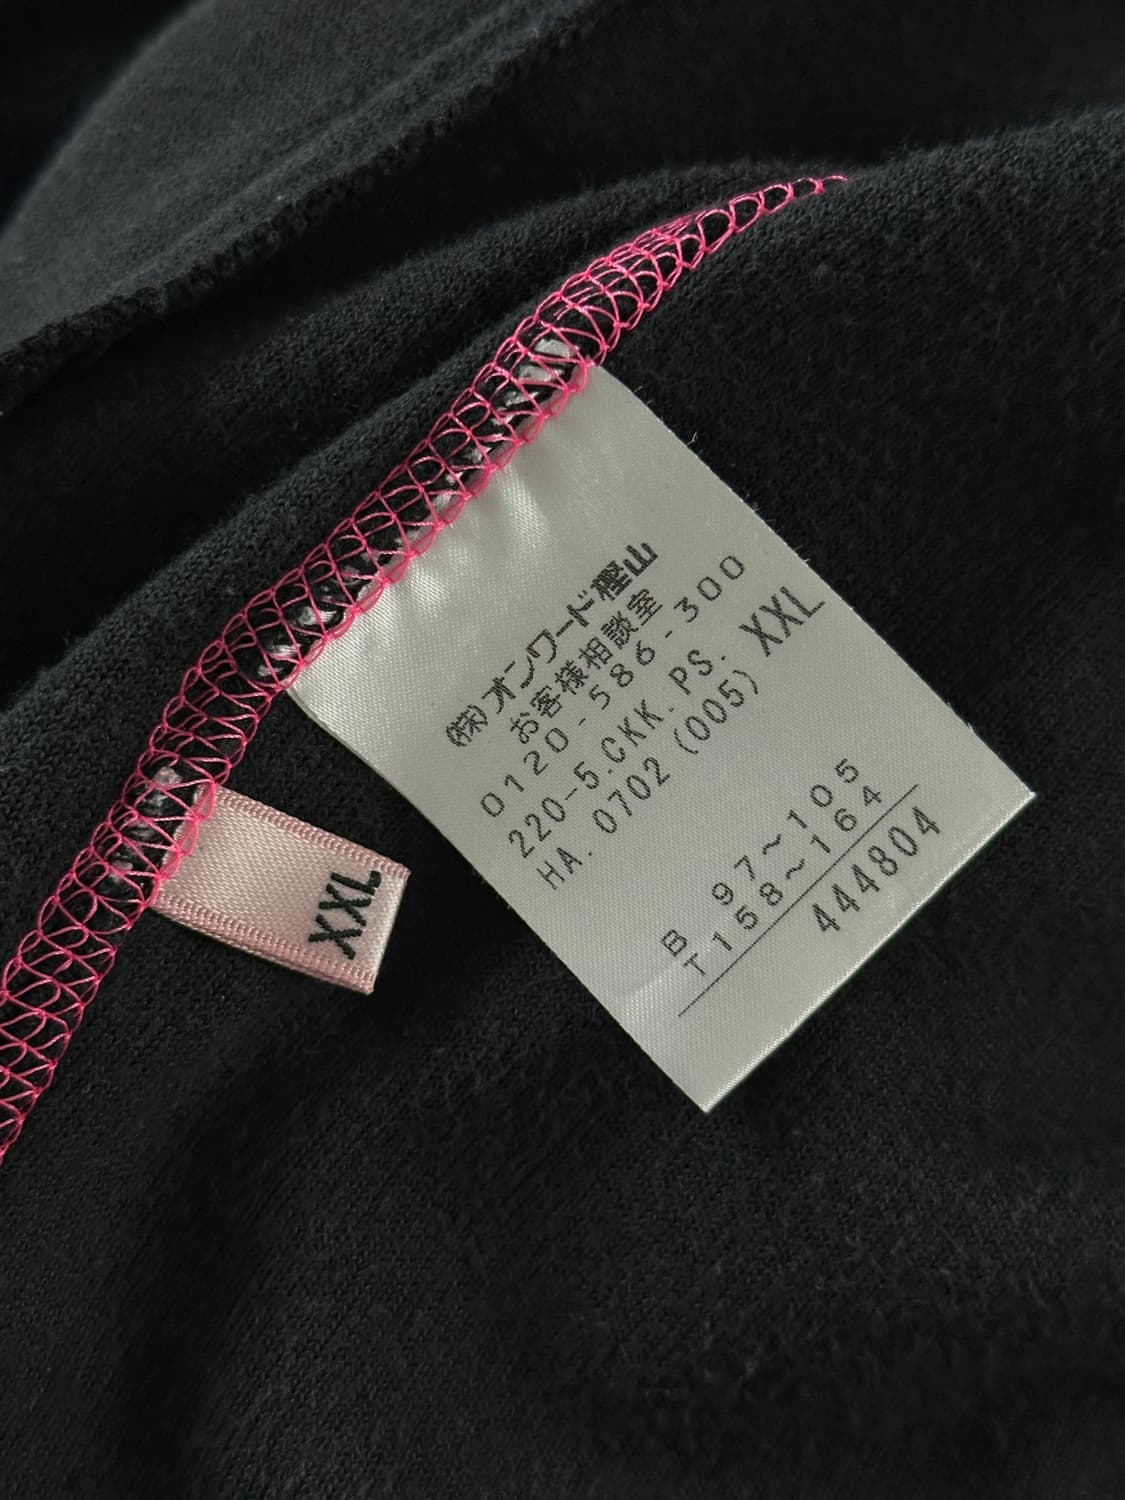 (株)オンワード樫山
お客様相談室
0120-586-300
220-5.CKK.PS. XXL
HA. 0702 (005)
B 97~105
T158~164
444804
XXL